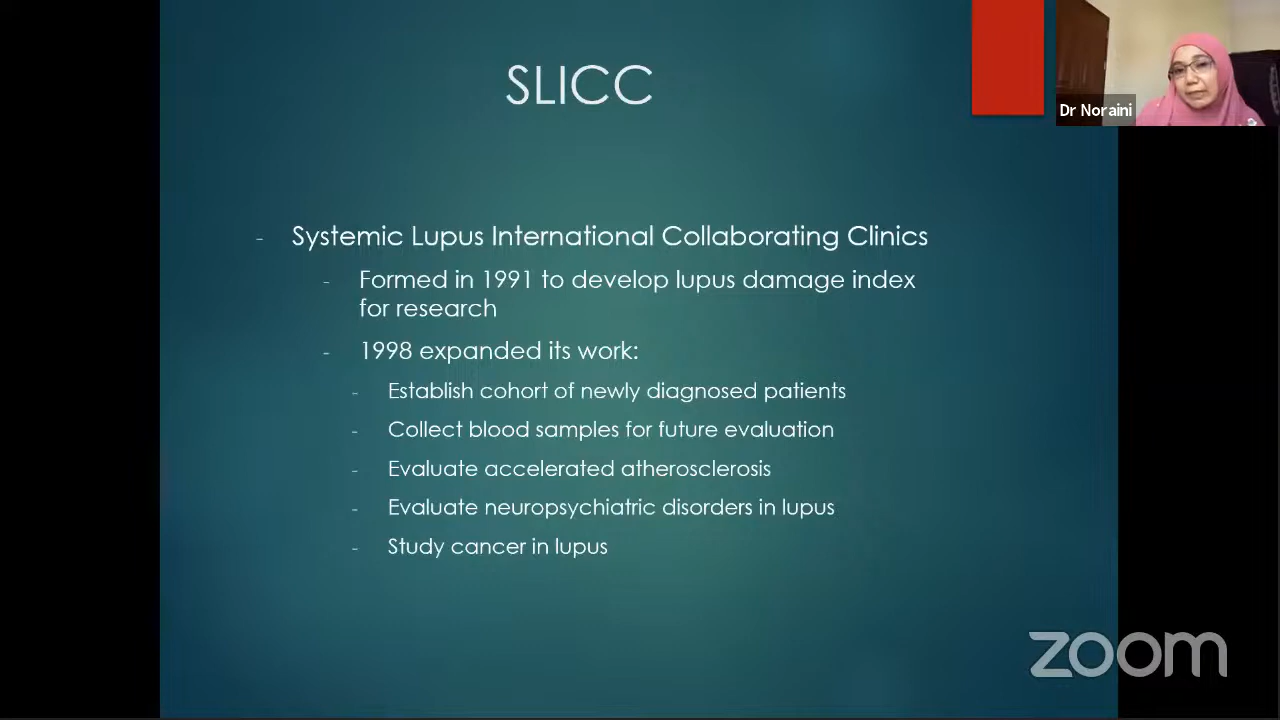 SLICC
Dr Noraini
- Systemic Lupus International Collaborating Clinics
- Formed in 1991 to develop lupus damage index
for research
- 1998 expanded its work:
- Establish cohort of newly diagnosed patients
- Collect blood samples for future evaluation
- Evaluate accelerated atherosclerosis
- Evaluate neuropsychiatric disorders in lupus
- Study cancer in lupus
zoom